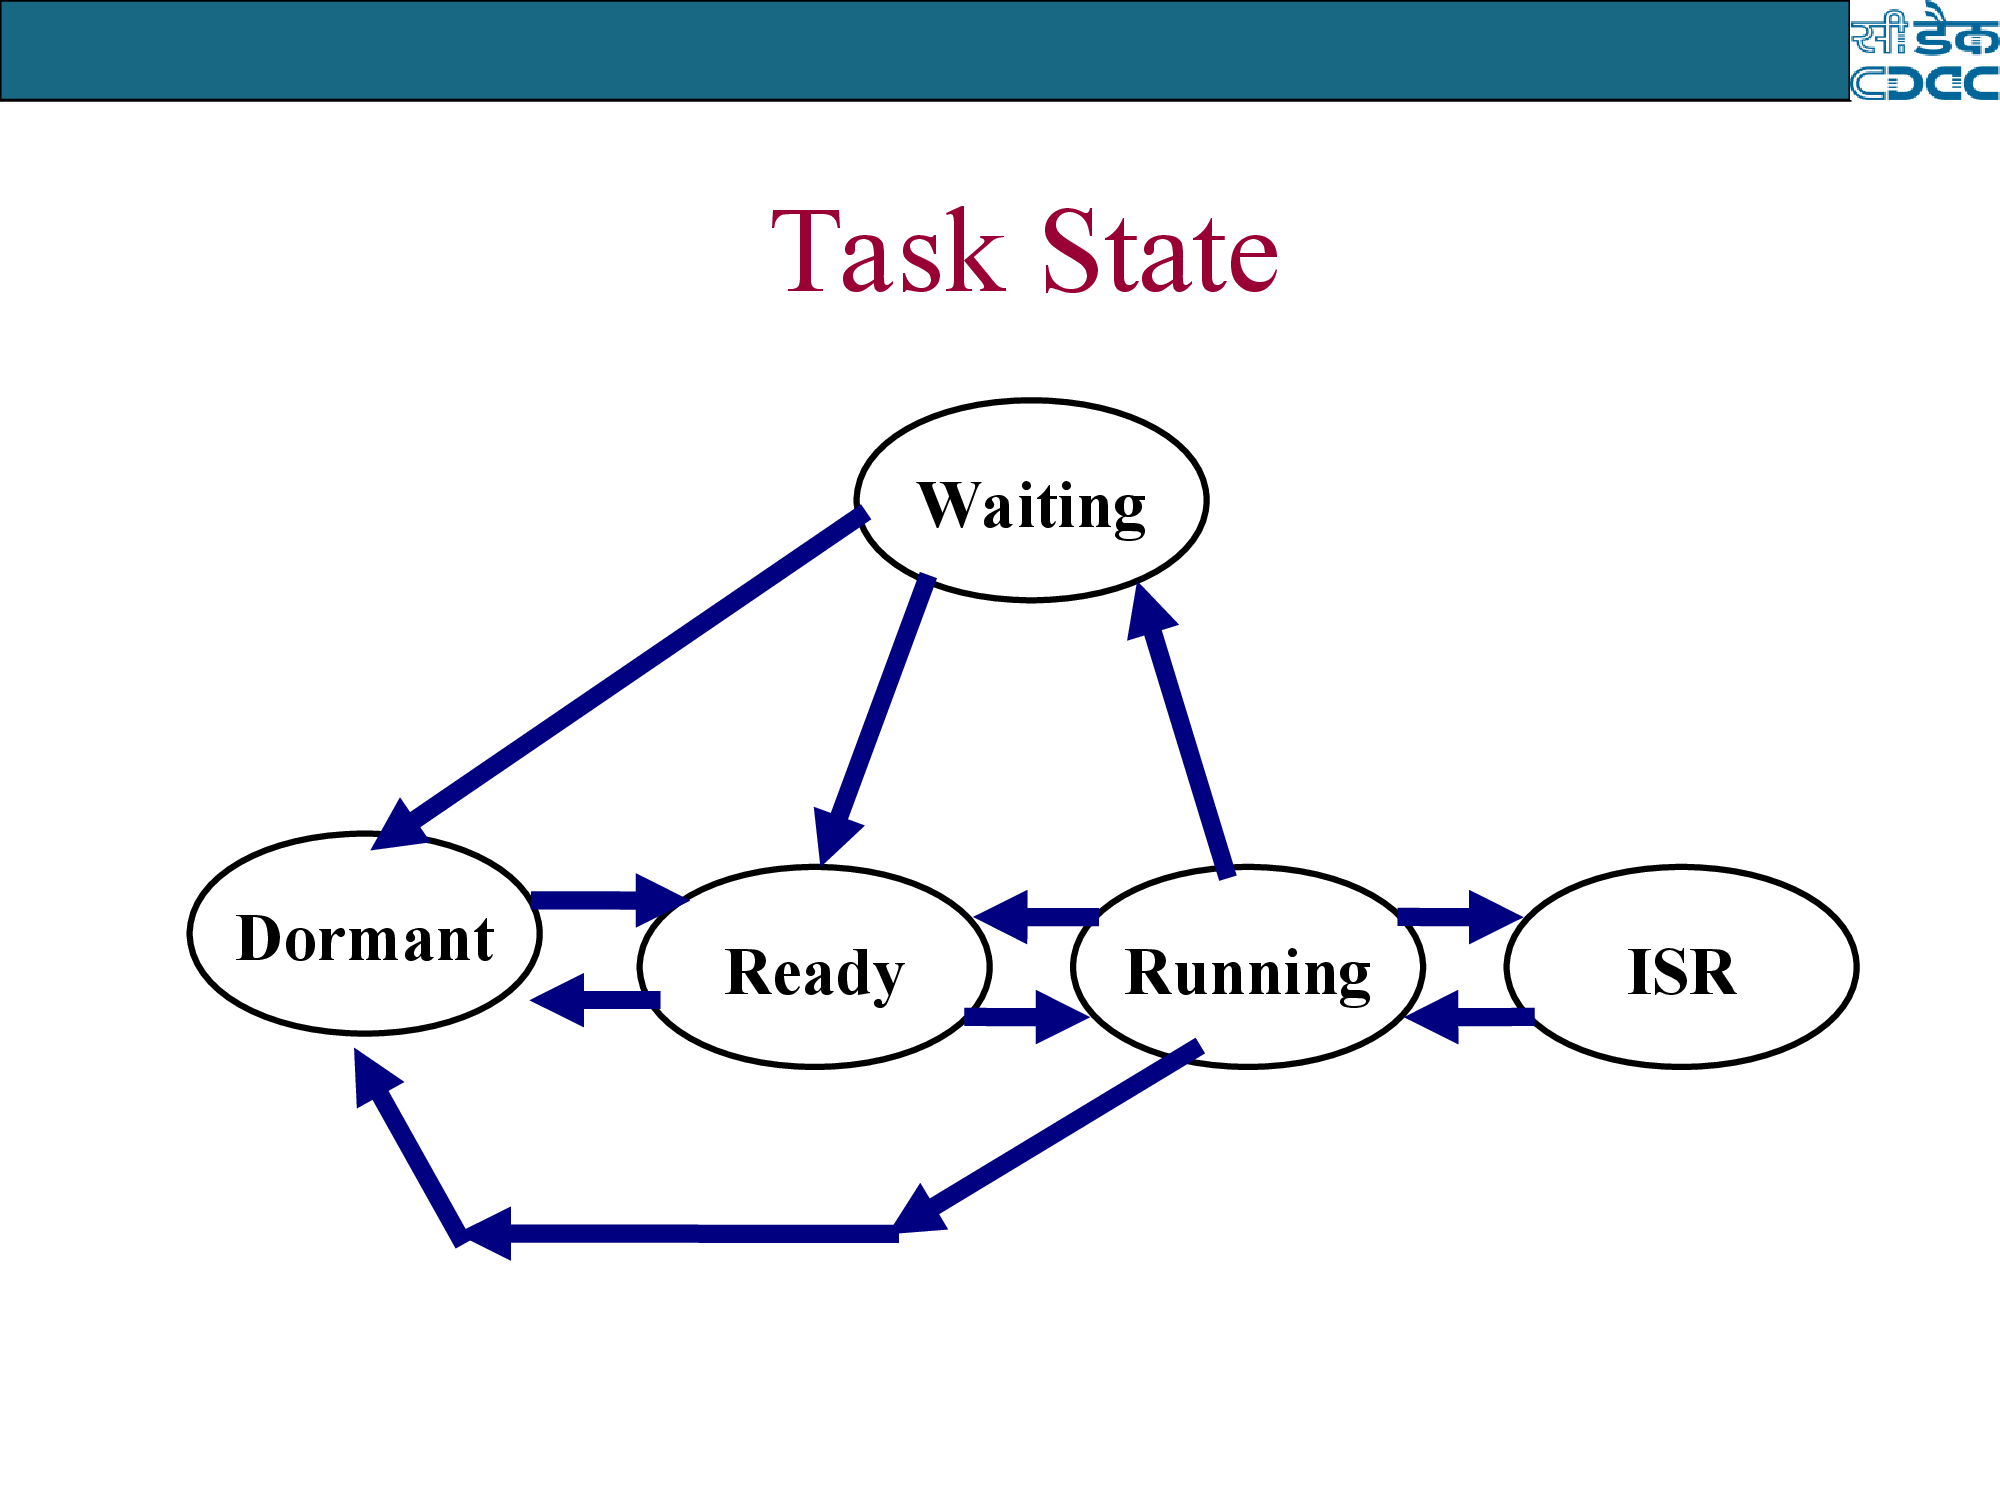 सी डैक
CDAC
Task State
Waiting
Dormant
Ready
Running
ISR